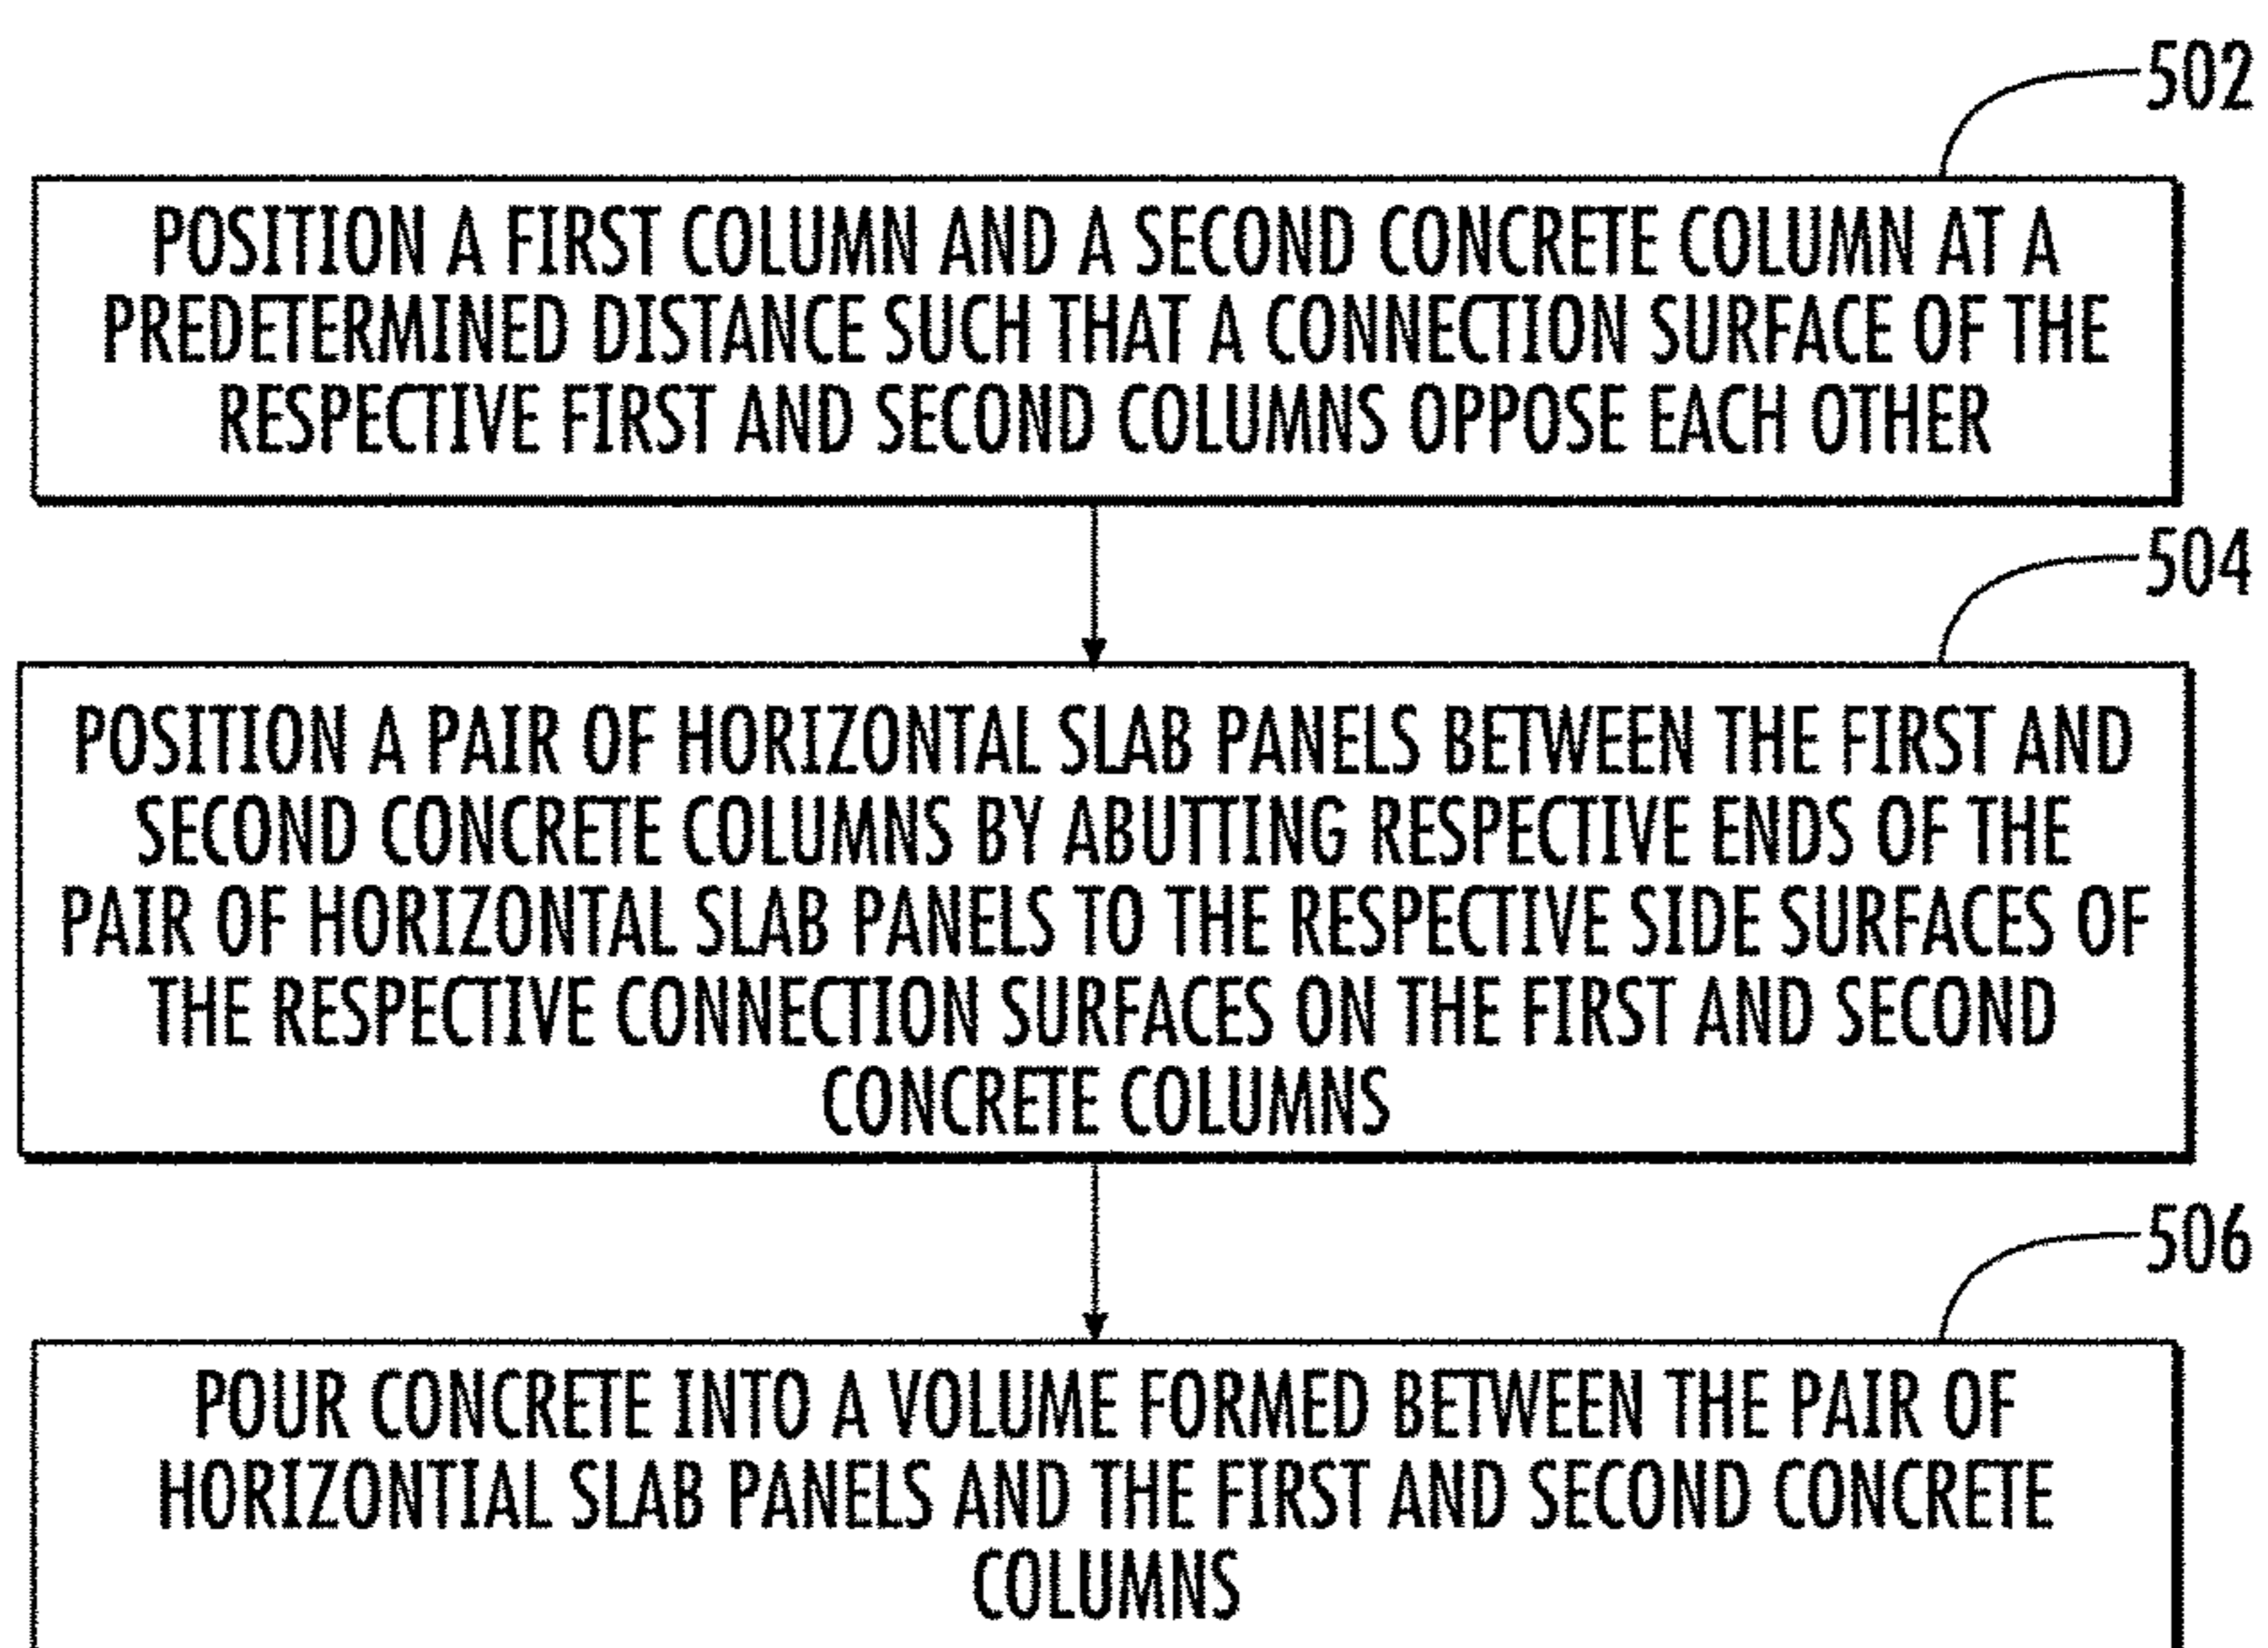 502
POSITION A FIRST COLUMN AND A SECOND CONCRETE COLUMN AT A
PREDETERMINED DISTANCE SUCH THAT A CONNECTION SURFACE OF THE
RESPECTIVE FIRST AND SECOND COLUMNS OPPOSE EACH OTHER
504
POSITION A PAIR OF HORIZONTAL SLAB PANELS BETWEEN THE FIRST AND
SECOND CONCRETE COLUMNS BY ABUTTING RESPECTIVE ENDS OF THE
PAIR OF HORIZONTAL SLAB PANELS TO THE RESPECTIVE SIDE SURFACES OF
THE RESPECTIVE CONNECTION SURFACES ON THE FIRST AND SECOND
CONCRETE COLUMNS
506
POUR CONCRETE INTO A VOLUME FORMED BETWEEN THE PAIR OF
HORIZONTIAL SLAB PANELS AND THE FIRST AND SECOND CONCRETE
COLUMNS